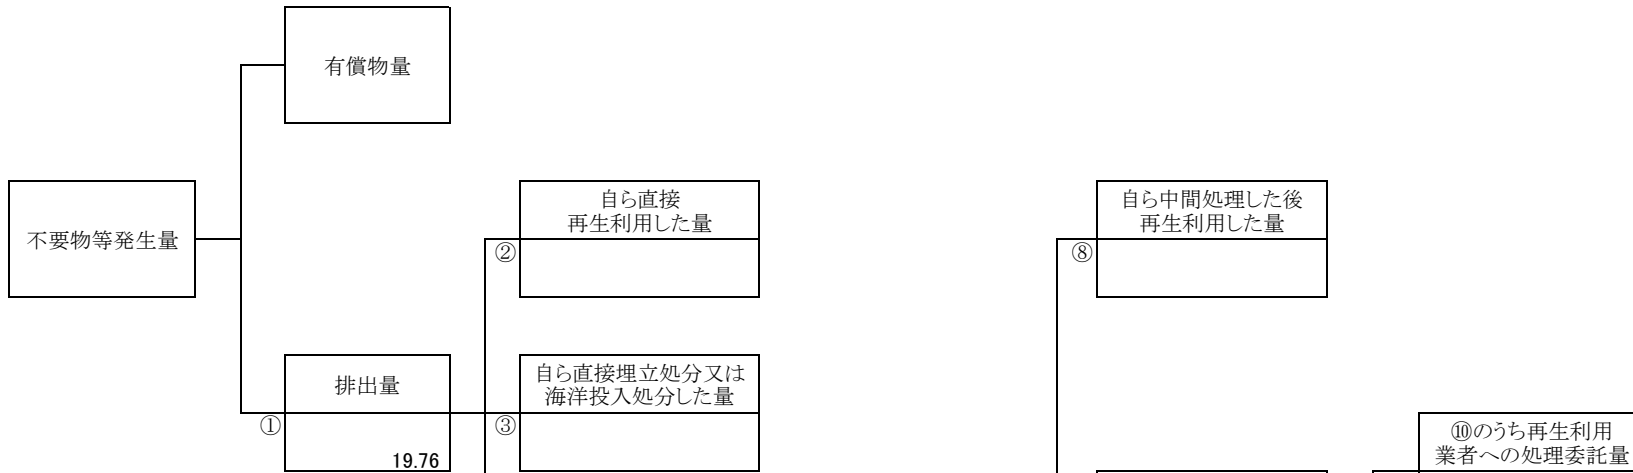 有償物量
不要物等発生量
自ら直接
再生利用した量
②
自ら中間処理した後
再生利用した量
⑧
排出量
①
19.76
自ら直接埋立処分又は
海洋投入処分した量
③
⑩のうち再生利用
業者への処理委託量